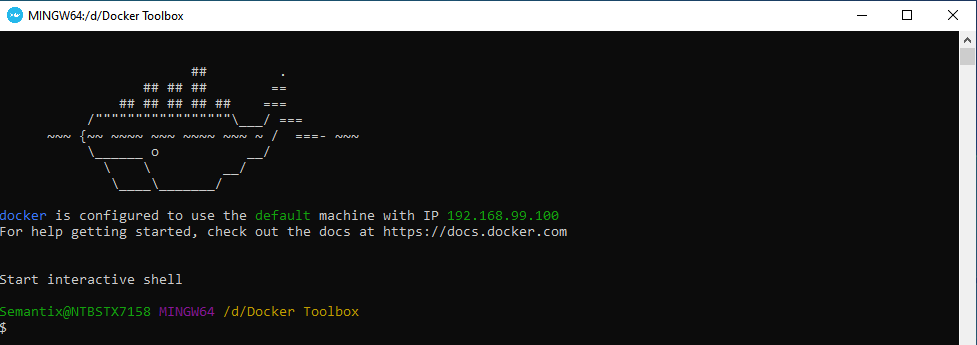 MINGW64:/d/Docker Toolbox
                        ##         .
                  ## ## ##        ==
               ## ## ## ## ##    ===
           /"""""""""""""""""\___/ ===
      ~~~ {~~ ~~~~ ~~~ ~~~~ ~~~ ~ /  ===- ~~~
           \______ o           __/
             \    \         __/
              \____\_______/
docker is configured to use the default machine with IP 192.168.99.100
For help getting started, check out the docs at https://docs.docker.com
Start interactive shell
Semantix@NTBSTX7158 MINGW64 /d/Docker Toolbox
$